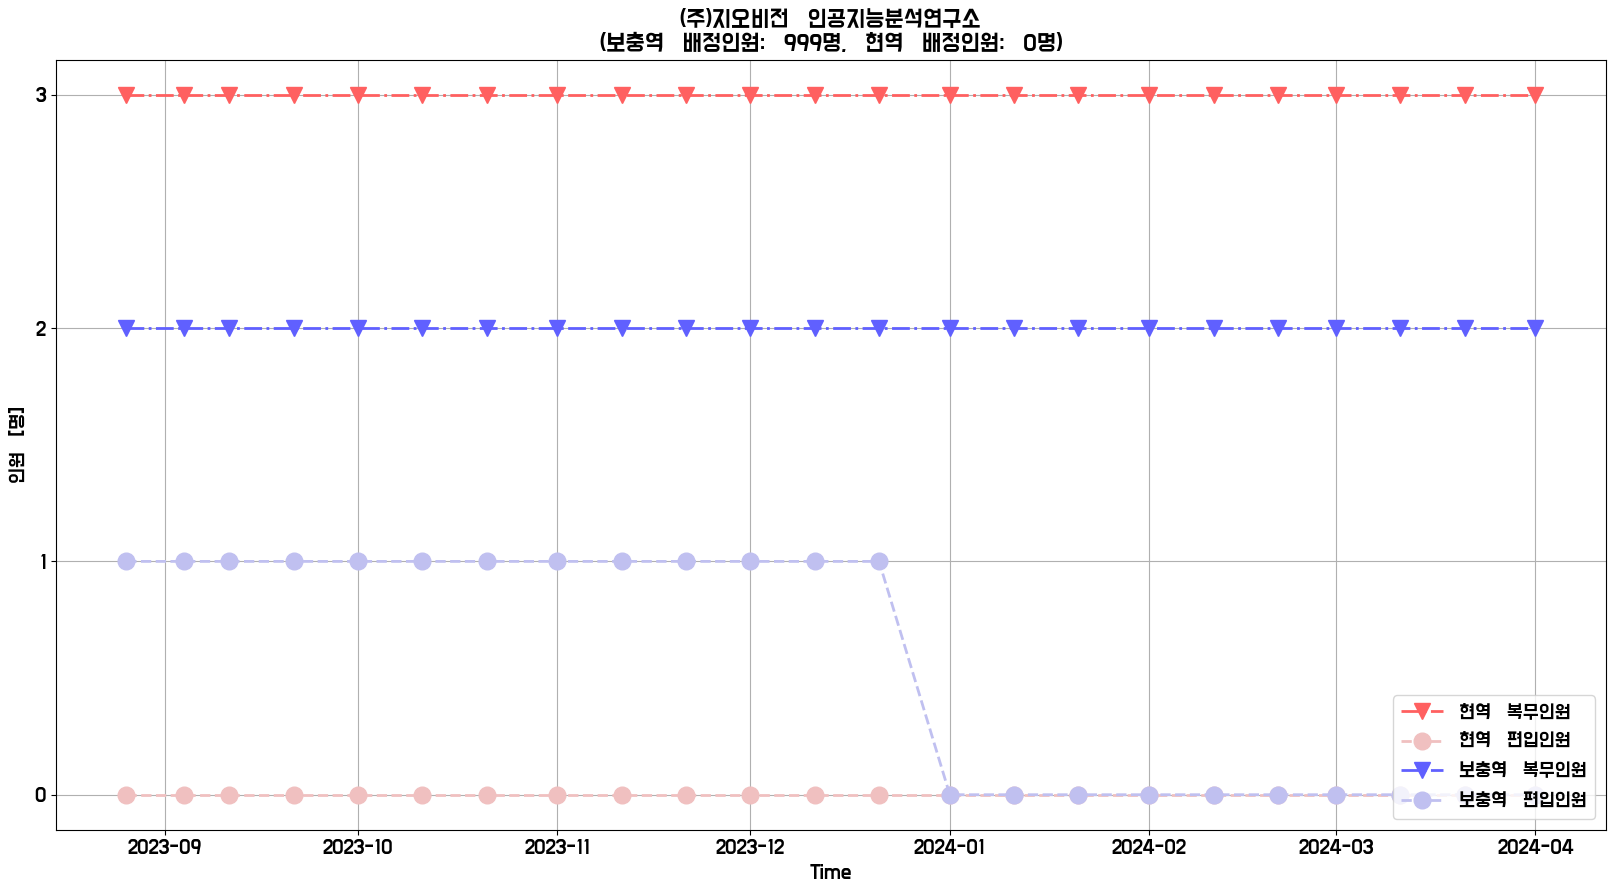 (주)지오비전 인공지능분석연구소
(보충역 배정인원: 999명, 현역 배정인원: 0명)
3
2
1
0
인원 [명]
2023-09 2023-10 2023-11 2023-12 2024-01 2024-02 2024-03 2024-04
Time
현역 복무인원
현역 편입인원
보충역 복무인원
보충역 편입인원